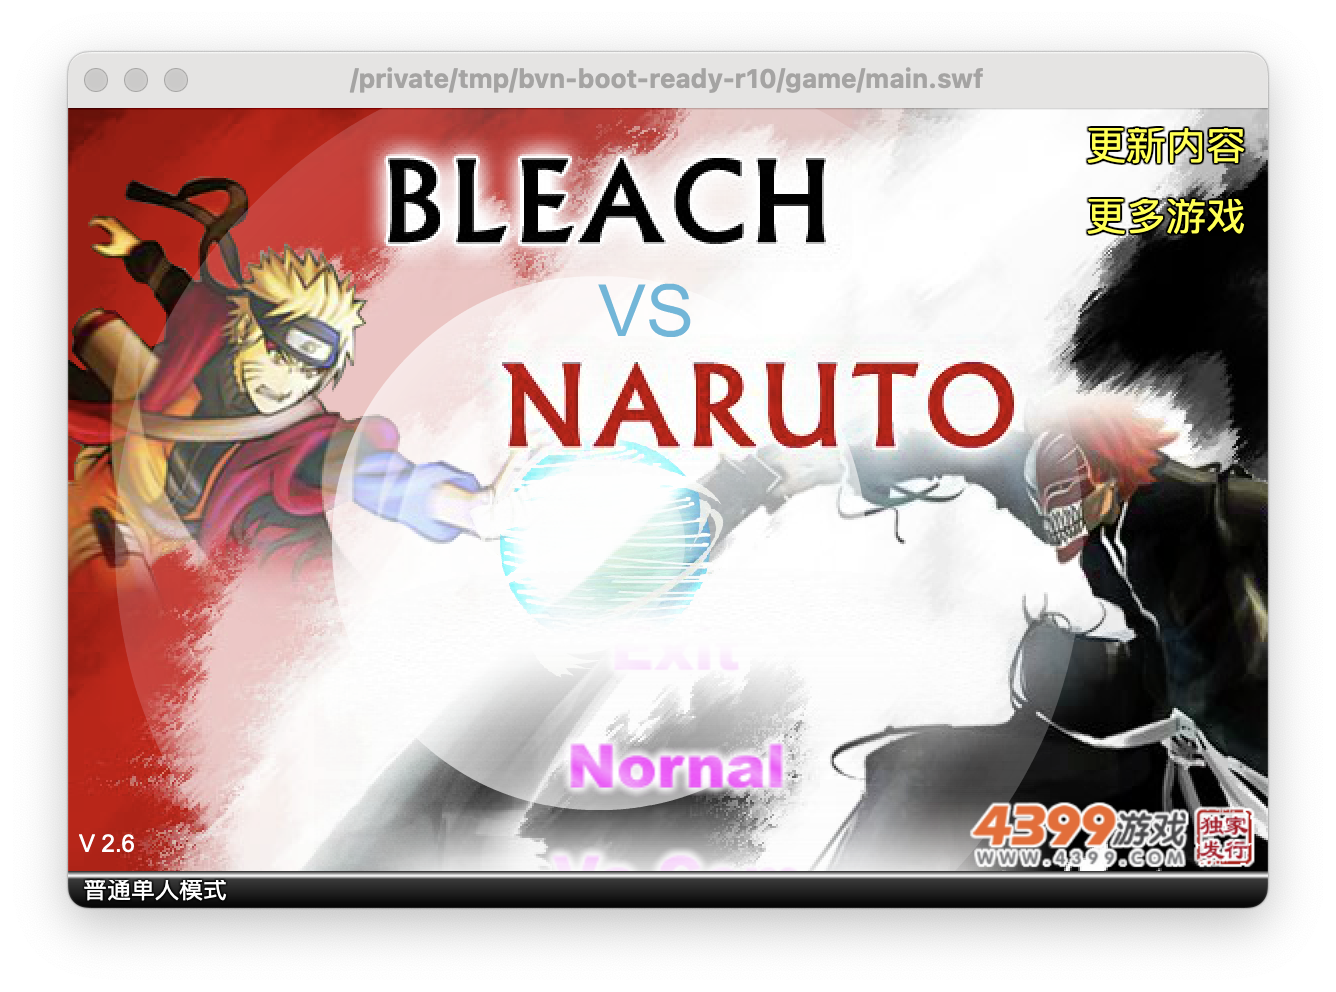 /private/tmp/bvn-boot-ready-r10/game/main.swf
更新内容
更多游戏
BLEACH
VS
NARUTO
Exit
Nornal
V 2.6
4399游戏
www.4399.COM
独家
发行
普通单人模式